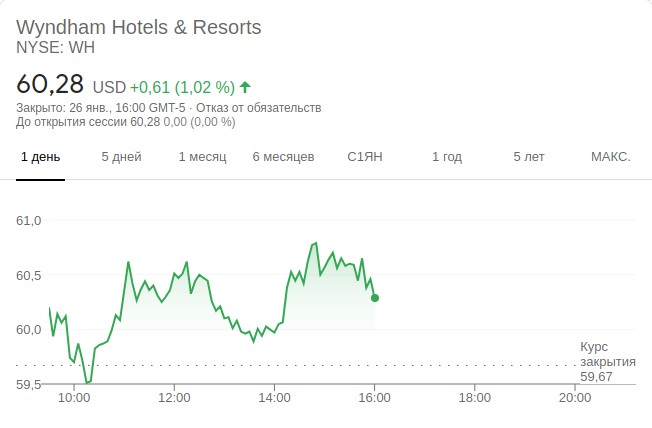 Wyndham Hotels & Resorts
NYSE: WH
60,28 USD +0,61 (1,02 %)
Закрыто: 26 янв., 16:00 GMT-5 · Отказ от обязательств
До открытия сессии 60,28 0,00 (0,00 %)
1 день 5 дней 1 месяц 6 месяцев С1ЯН 1 год 5 лет МАКС.
61,0
60,5
60,0
Курс
закрытия
59,67
59,5
10:00 12:00 14:00 16:00 18:00 20:00